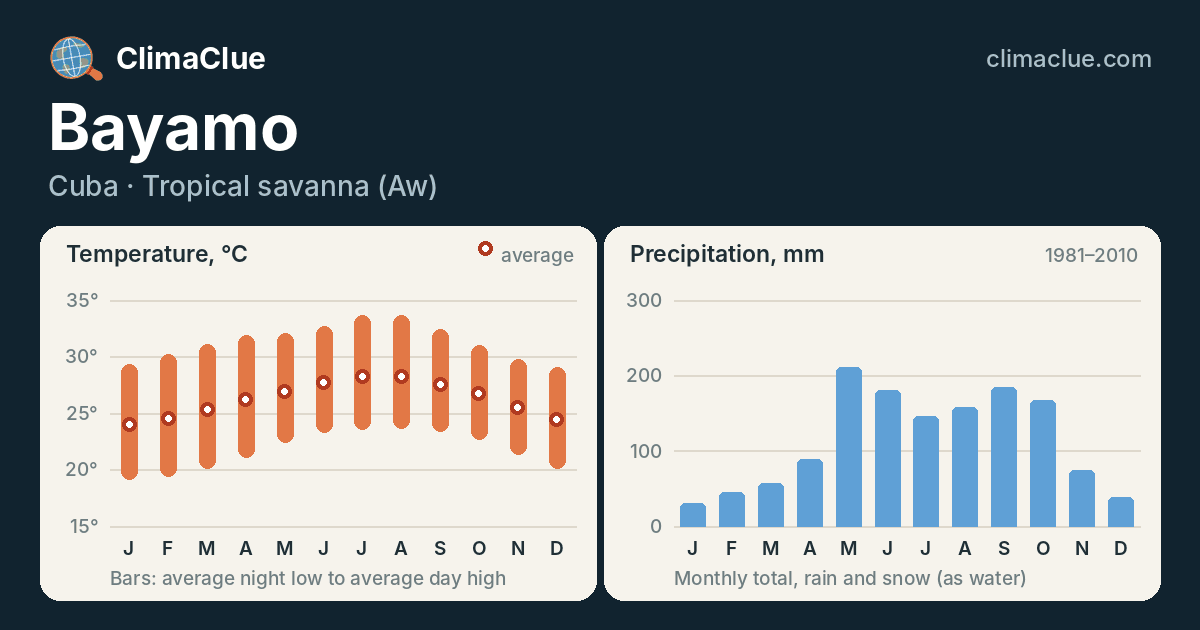 ClimaClue
climaclue.com
Bayamo
Cuba · Tropical savanna (Aw)
Temperature, °C
average
35°
30°
25°
20°
15°
J F M A M J J A S O N D
Bars: average night low to average day high
Precipitation, mm
1981–2010
300
200
100
0
J F M A M J J A S O N D
Monthly total, rain and snow (as water)